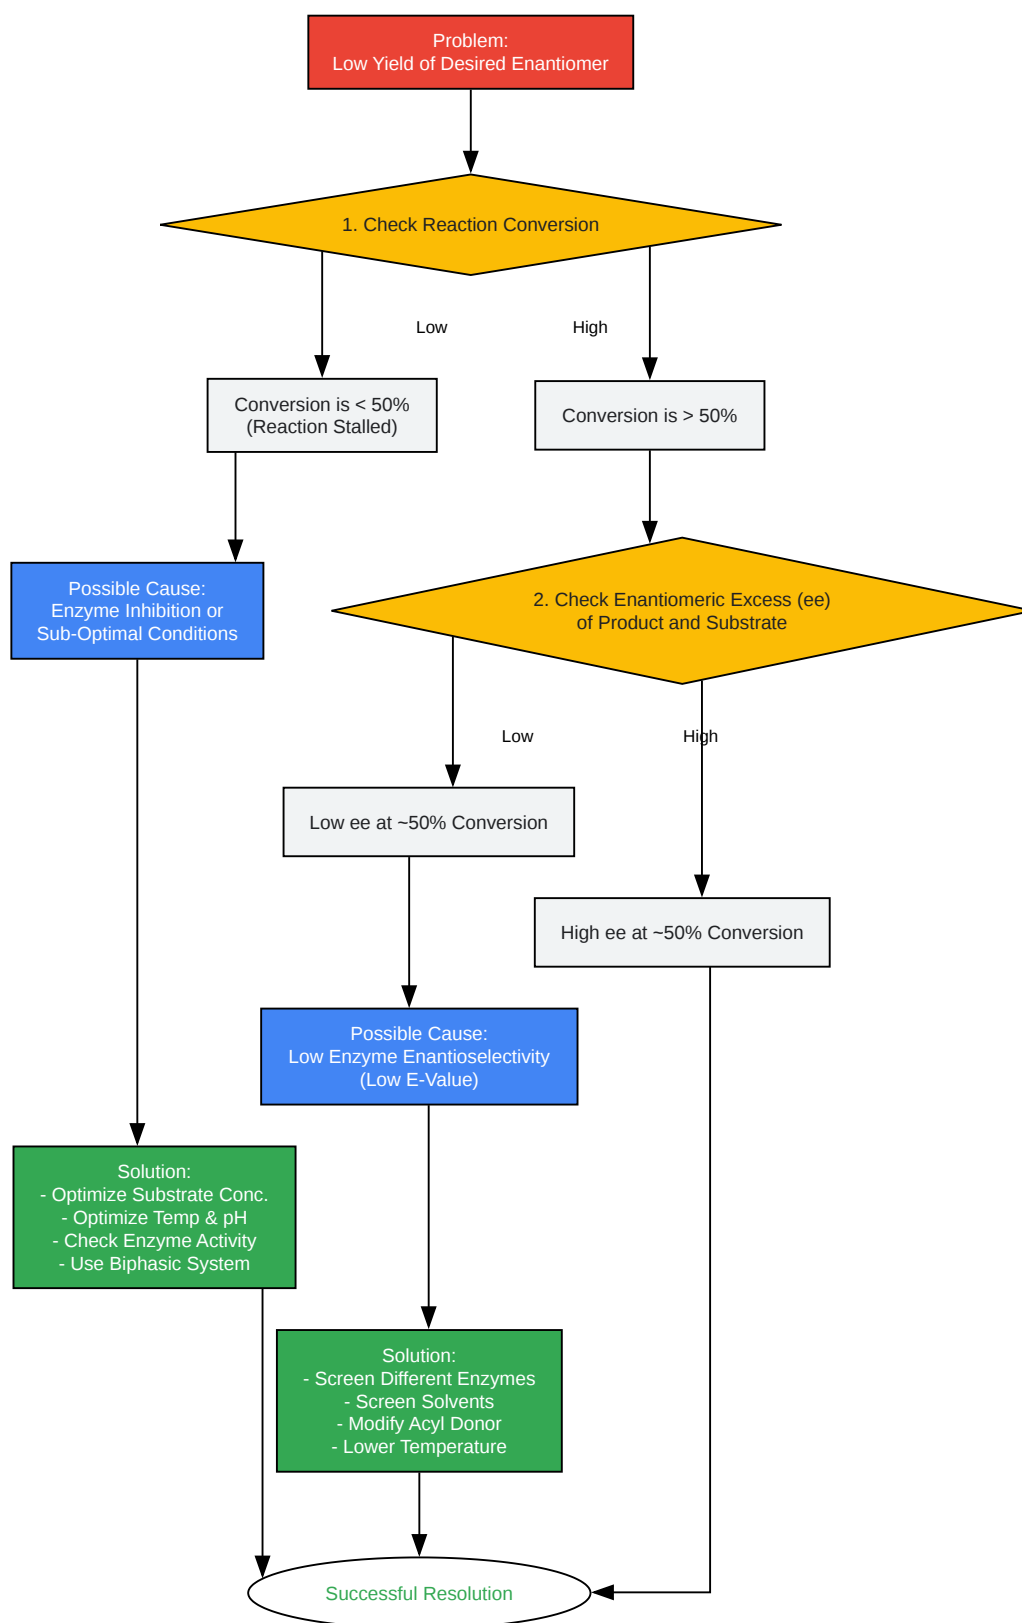 Problem:
Low Yield of Desired Enantiomer
1. Check Reaction Conversion
Low
High
Conversion is < 50%
(Reaction Stalled)
Conversion is > 50%
Possible Cause:
Enzyme Inhibition or
Sub-Optimal Conditions
2. Check Enantiomeric Excess (ee)
of Product and Substrate
Low
High
Low ee at ~50% Conversion
High ee at ~50% Conversion
Possible Cause:
Low Enzyme Enantioselectivity
(Low E-Value)
Solution:
- Optimize Substrate Conc.
- Optimize Temp & pH
- Check Enzyme Activity
- Use Biphasic System
Solution:
- Screen Different Enzymes
- Screen Solvents
- Modify Acyl Donor
- Lower Temperature
Successful Resolution